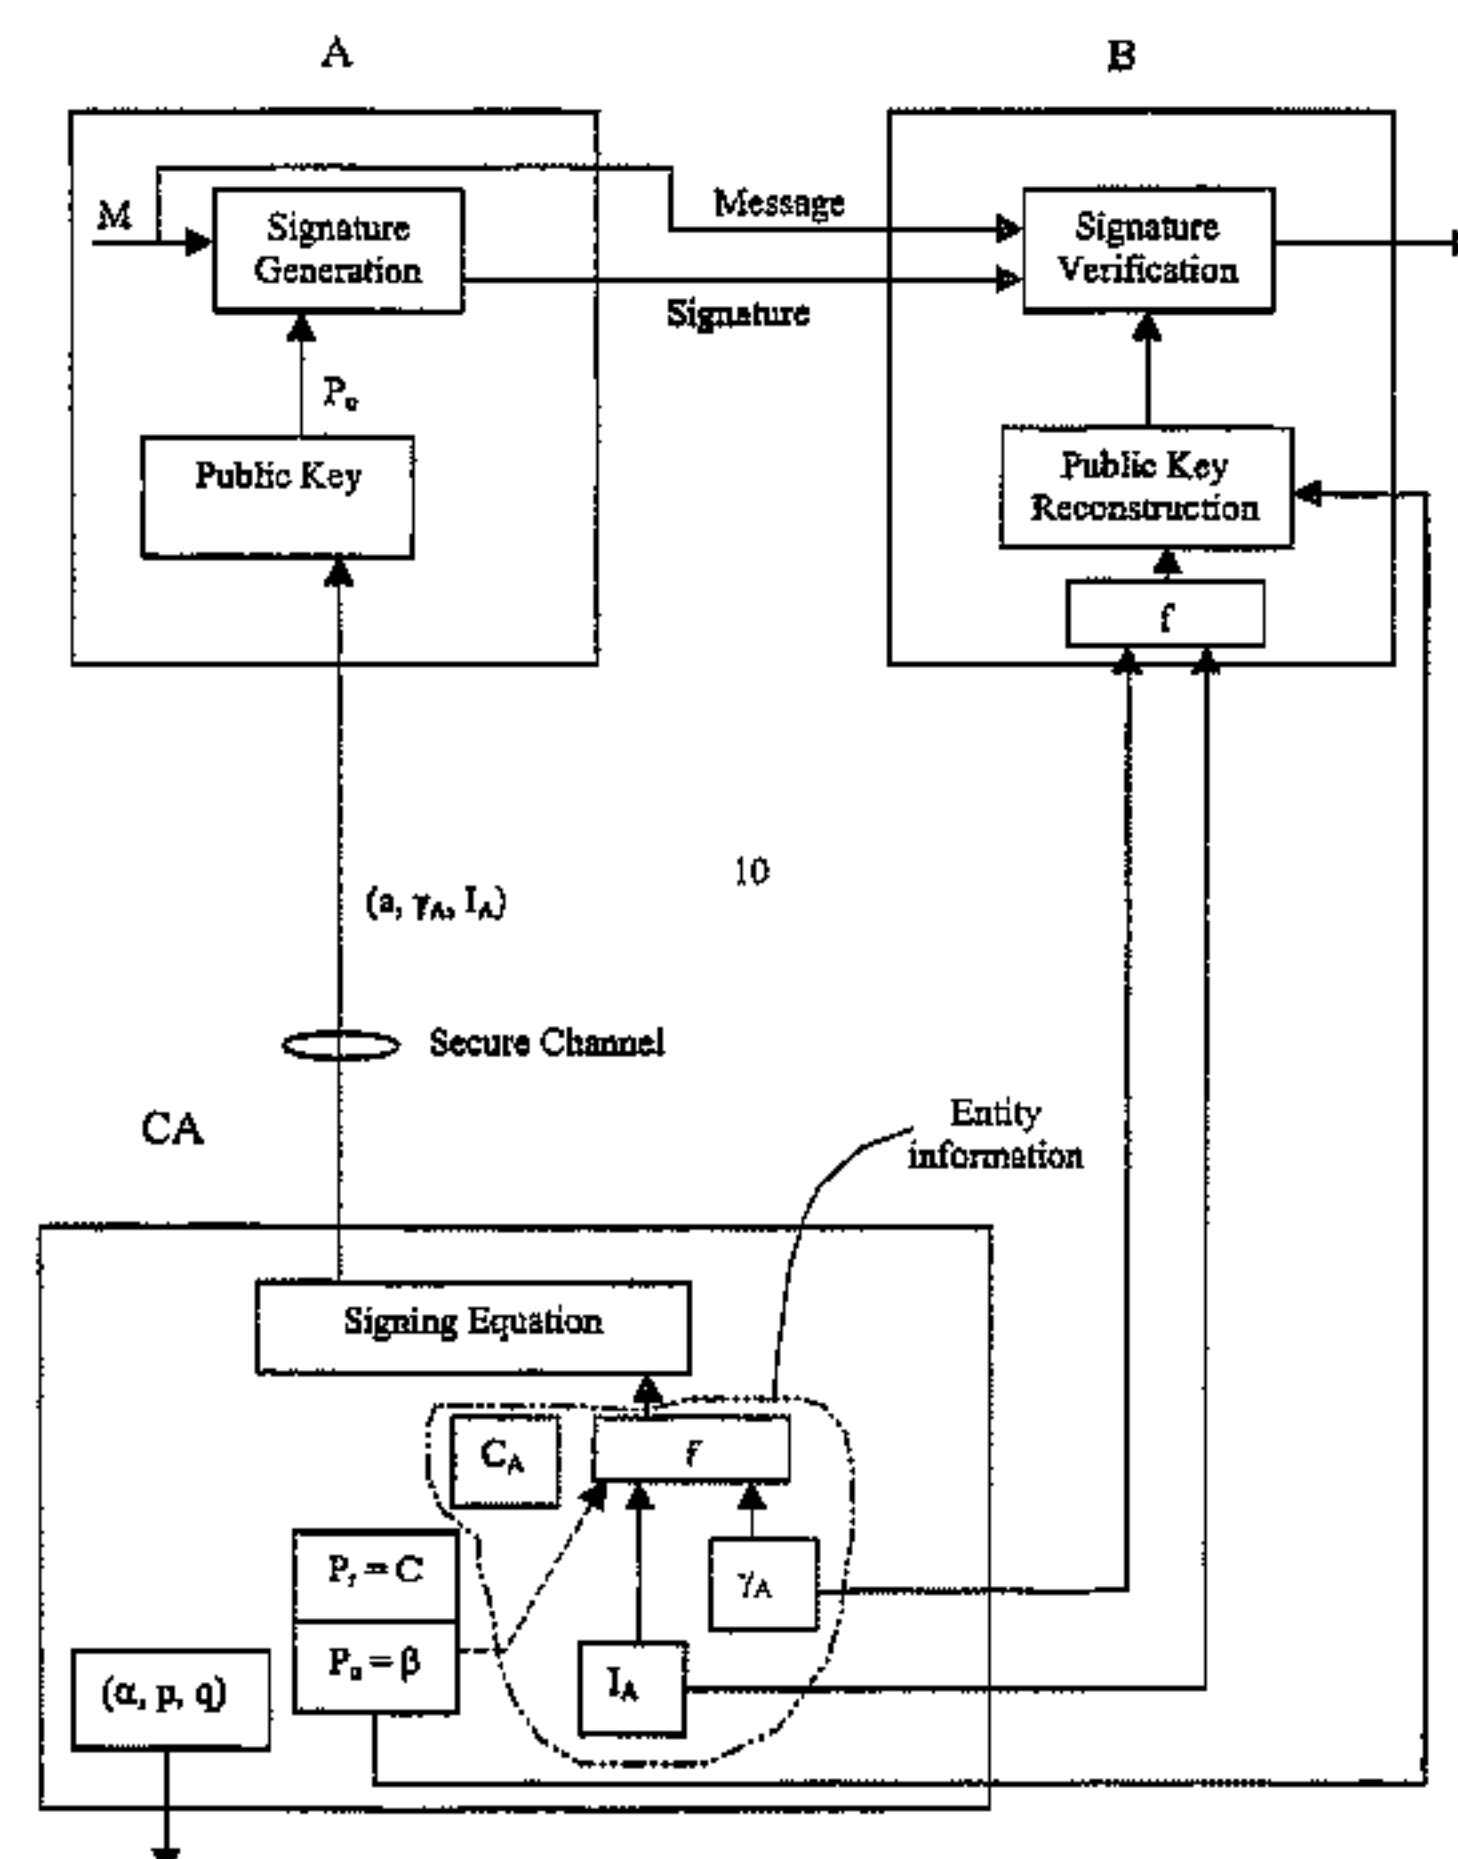 A
B
M
Signature
Generation
Message
Signature
Signature
Verification
Pᵤ
Public Key
Public Key
Reconstruction
f
10
(a, γA, IA)
Secure Channel
CA
Entity
information
Signing Equation
CA
F
Pᵣ = C
γA
Pᵤ = β
IA
(α, p, q)